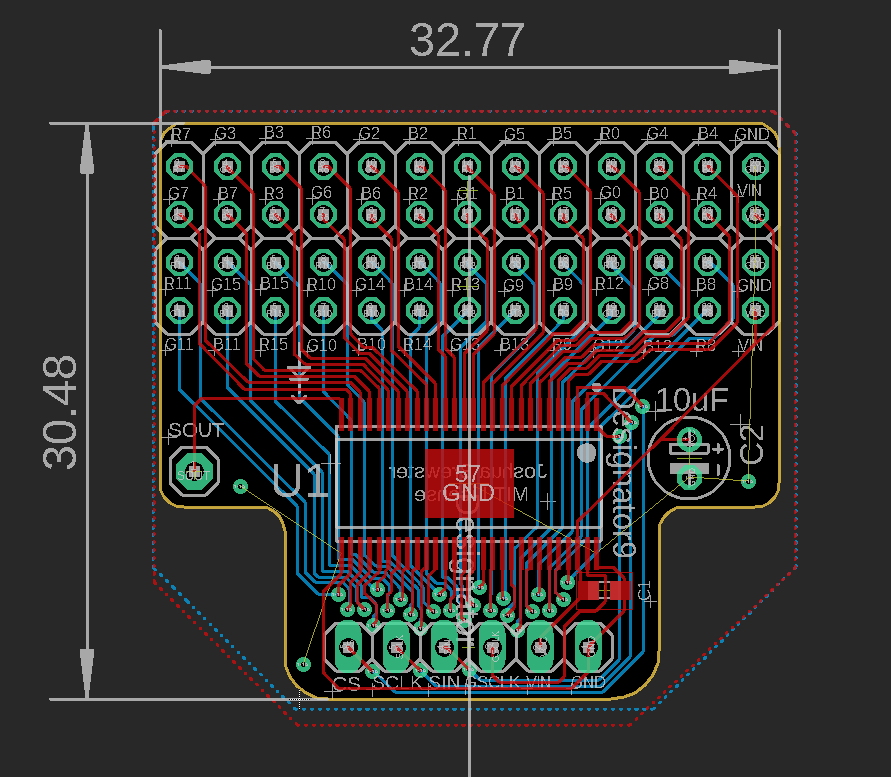 32.77
30.48
R7 G3 B3 R6 G2 B2 R1 G5 B5 R0 G4 B4 GND
G7 B7 R3 G6 B6 R2 G1 B1 R5 G0 B0 R4 VIN
R11 G15 B15 R10 G14 B14 R13 G9 B9 R12 G8 B8 GND
G11 B11 R15 G10 B10 R14 G13 B13 R9 G12 B12 R8 VIN
10uF
SOUT
C2
U1
57
GND
Joshua Brewster
MIT License
Designator9
C1
CS SCLK SIN GSCLK VIN GND